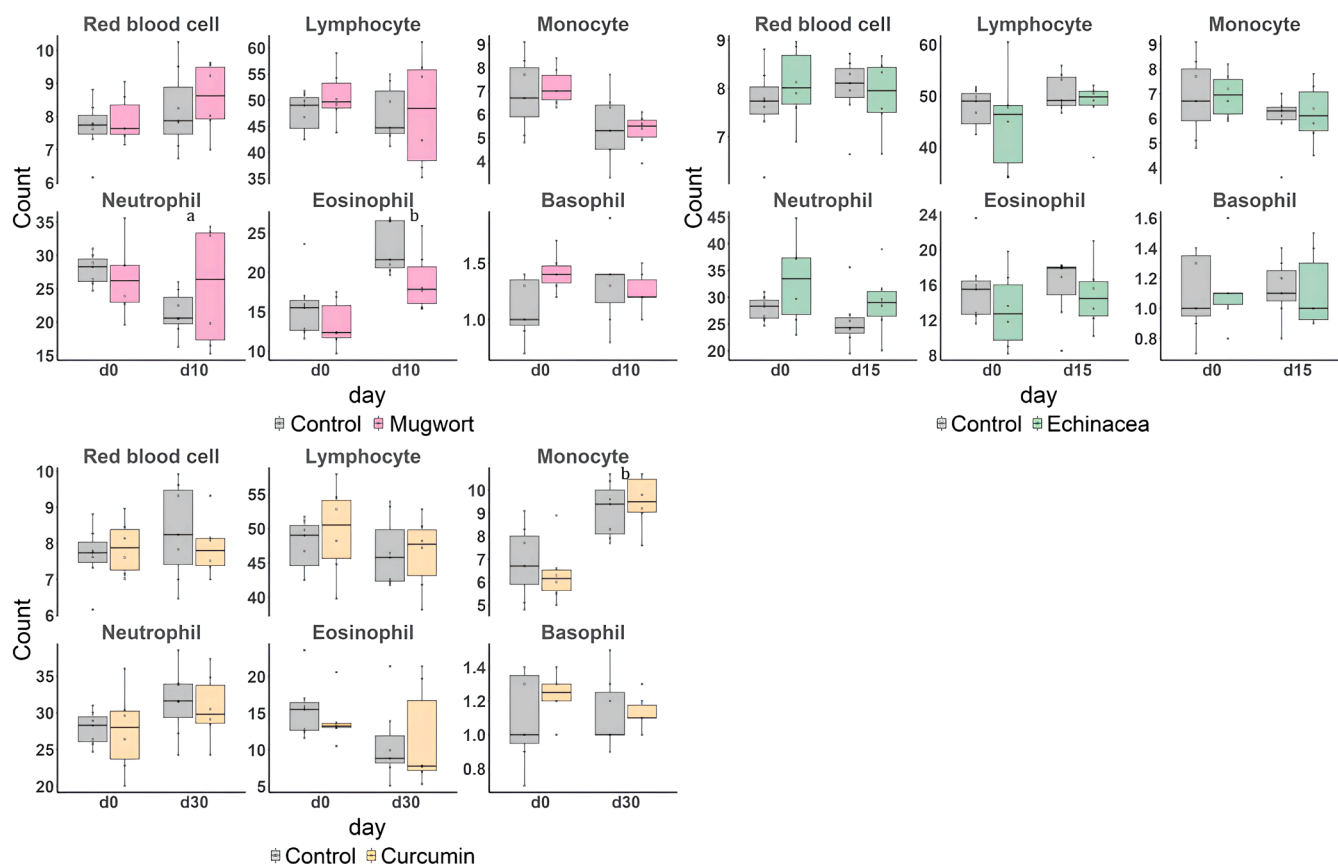 Red blood cell Lymphocyte Monocyte
10 60 9
9 55 8
8 50 7
7 45 6
6 40 5
35 4
Neutrophil Eosinophil Basophil
a b
35 25 1.5
30 20 1.0
25 15
20 10
15
Count
d0 d10 d0 d10 d0 d10
day
Control Mugwort
Red blood cell Lymphocyte Monocyte
9 60 9
8 50 8
7 40 7
6
5
4
Neutrophil Eosinophil Basophil
45 24 1.6
40 20 1.4
35 16 1.2
30 12 1.0
25 8 0.8
20
Count
d0 d15 d0 d15 d0 d15
day
Control Echinacea
Red blood cell Lymphocyte Monocyte
b
10 55 10
9 50 9
8 45 8
7 40 7
6 6
5
Neutrophil Eosinophil Basophil
35 20 1.4
30 15 1.2
25 10 1.0
20 5 0.8
Count
d0 d30 d0 d30 d0 d30
day
Control Curcumin